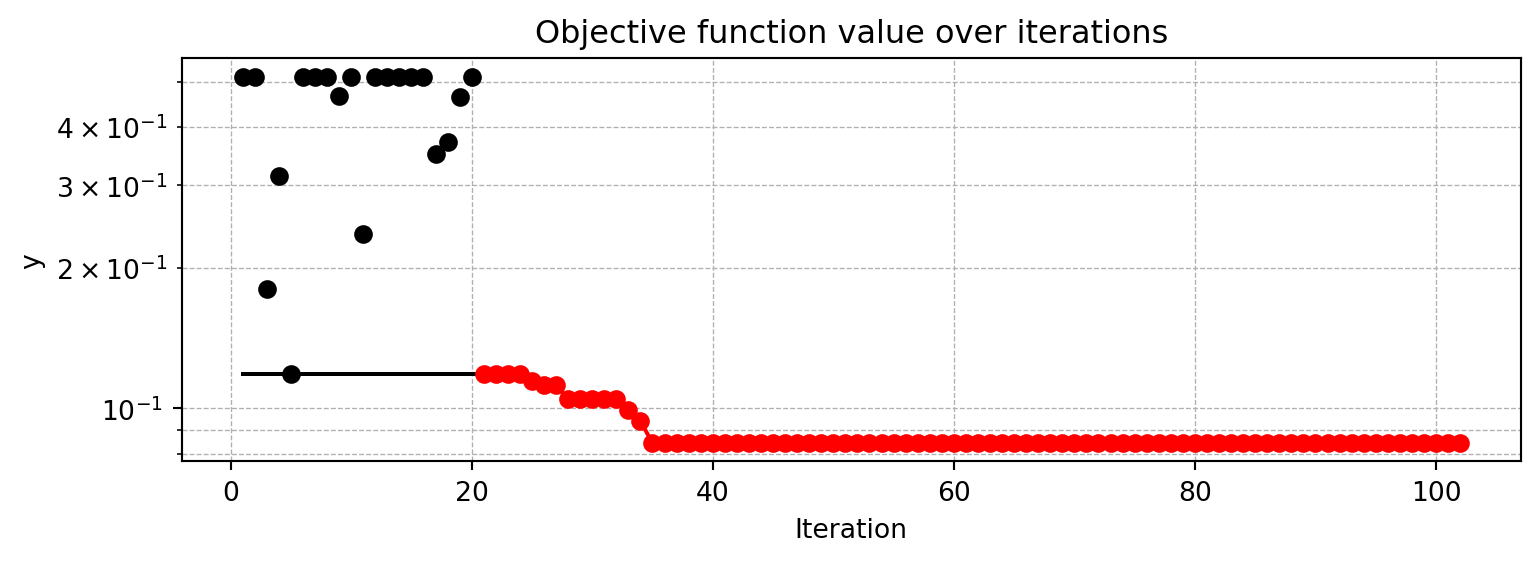 Objective function value over iterations
4 × 10⁻¹
3 × 10⁻¹
y
2 × 10⁻¹
10⁻¹
0 20 40 60 80 100
Iteration